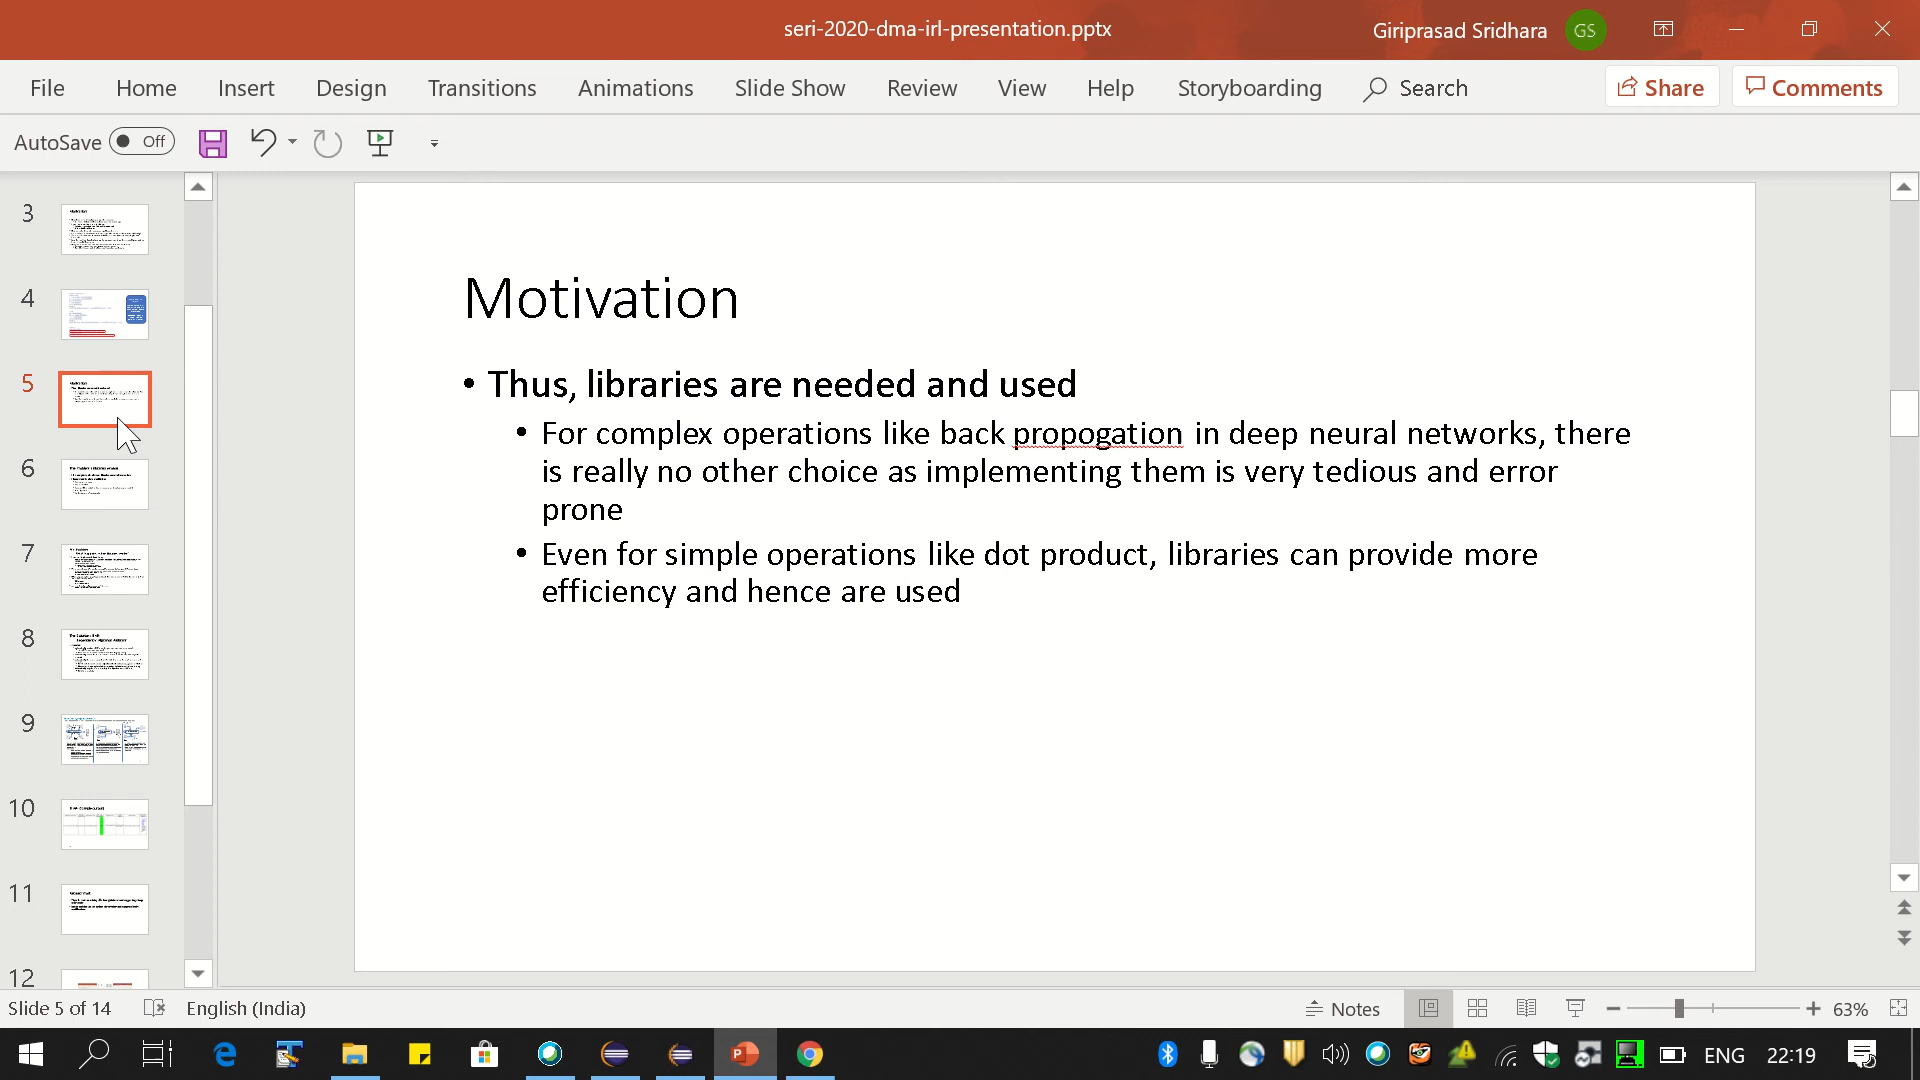 seri-2020-dma-irl-presentation.pptx
Giriprasad Sridhara
GS
File
Home
Insert
Design
Transitions
Animations
Slide Show
Review
View
Help
Storyboarding
Search
Share
Comments
AutoSave
Off
3
4
5
6
7
8
9
10
11
12
Motivation
• Thus, libraries are needed and used
• For complex operations like back propogation in deep neural networks, there
is really no other choice as implementing them is very tedious and error
prone
• Even for simple operations like dot product, libraries can provide more
efficiency and hence are used
Slide 5 of 14
English (India)
Notes
63%
ENG
22:19